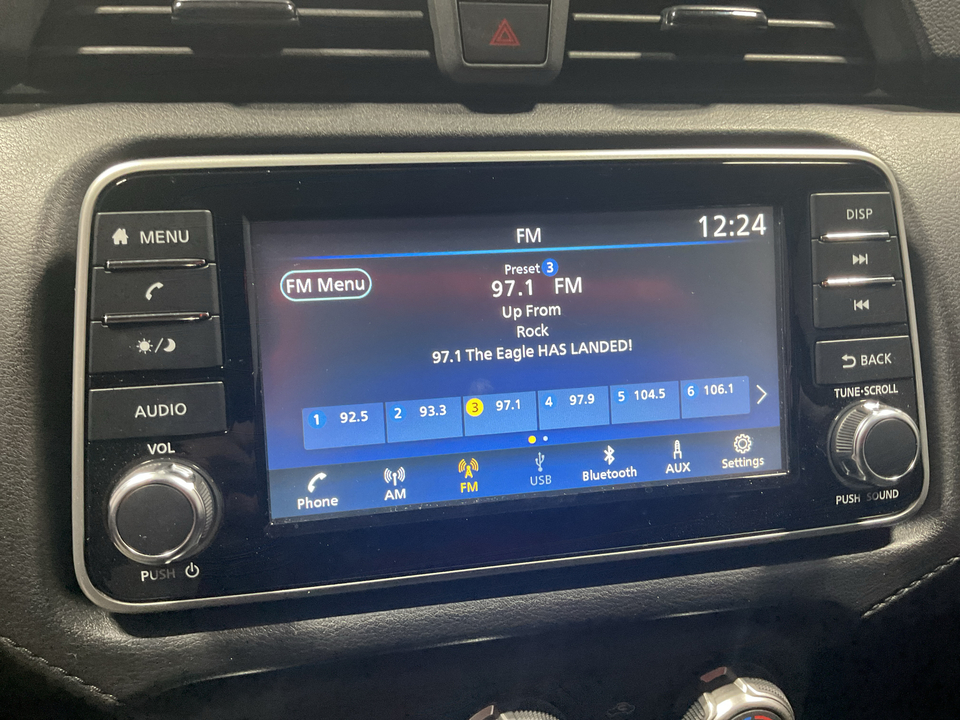 MENU
AUDIO
VOL
PUSH
FM
12:24
FM Menu
Preset 3
97.1 FM
Up From
Rock
97.1 The Eagle HAS LANDED!
1 92.5
2 93.3
3 97.1
4 97.9
5 104.5
6 106.1
Phone
AM
FM
USB
Bluetooth
AUX
Settings
DISP
BACK
TUNE·SCROLL
PUSH SOUND